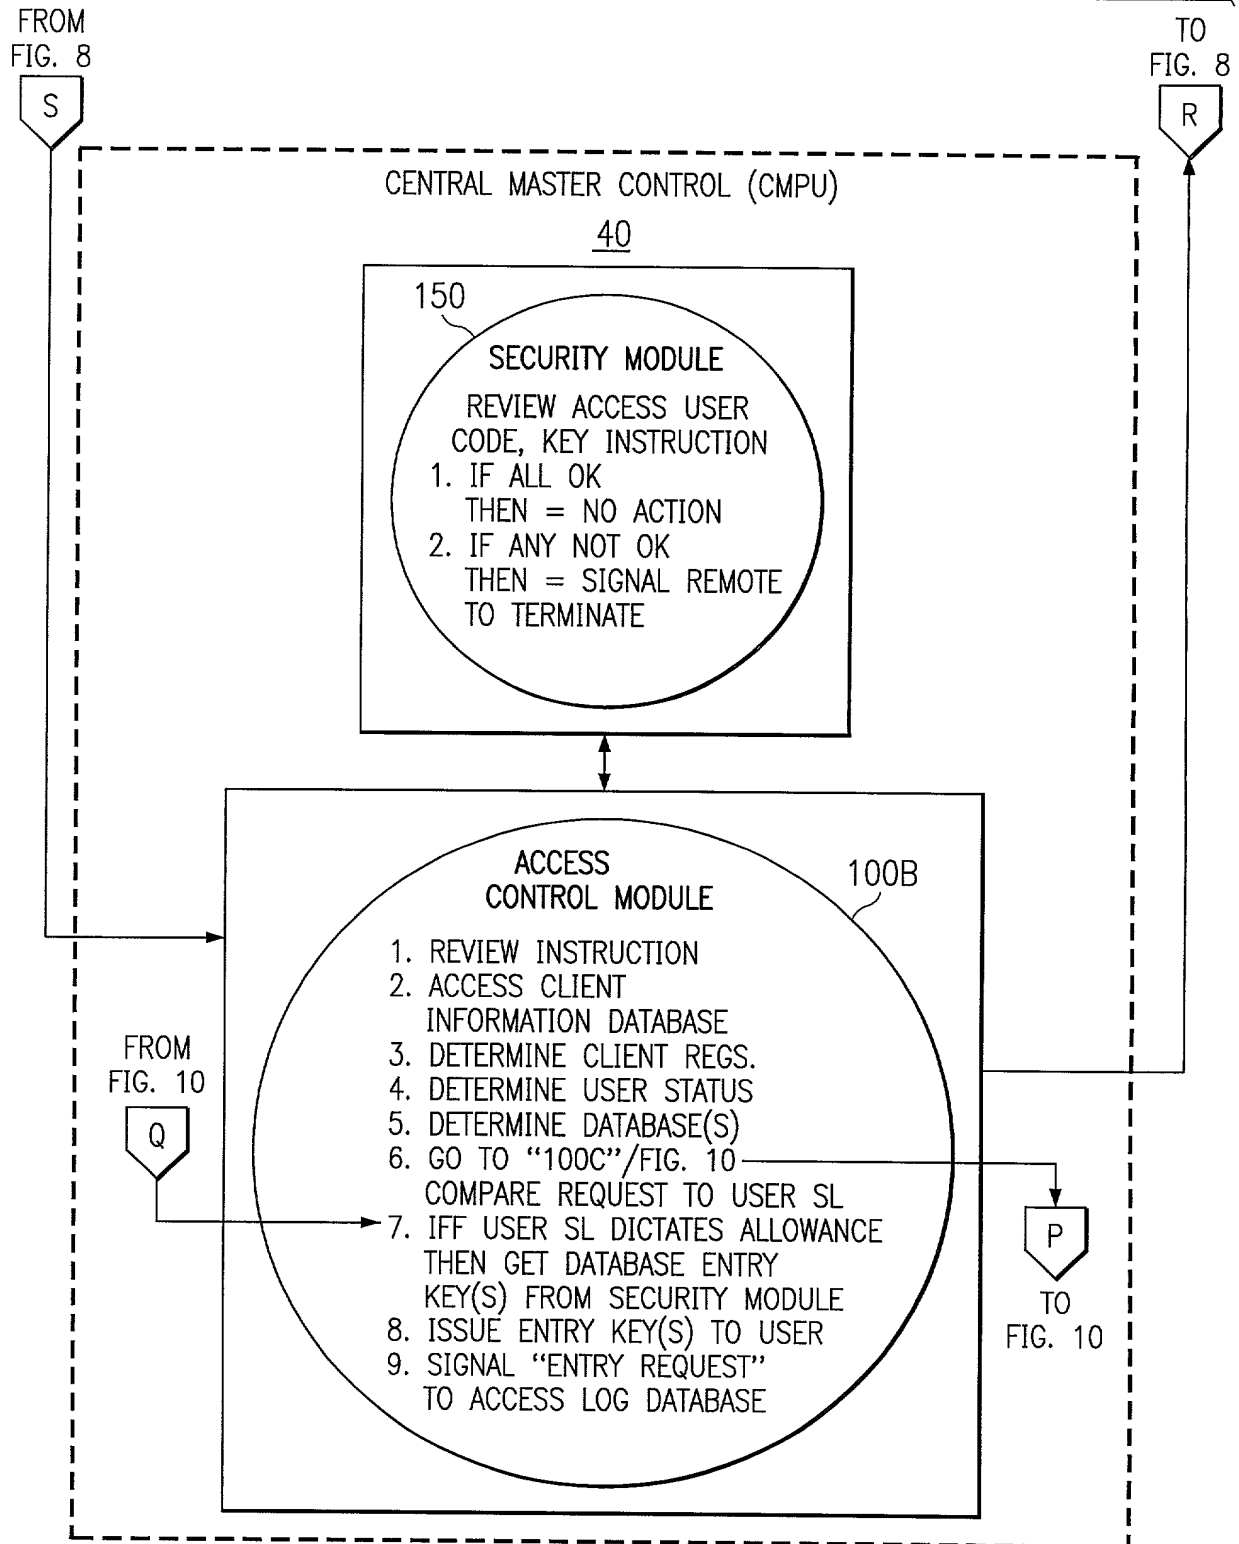 FROM
FIG. 8
S
TO
FIG. 8
R
CENTRAL MASTER CONTROL (CMPU)
40
150
SECURITY MODULE
REVIEW ACCESS USER
CODE, KEY INSTRUCTION
1. IF ALL OK
THEN = NO ACTION
2. IF ANY NOT OK
THEN = SIGNAL REMOTE
TO TERMINATE
ACCESS
CONTROL MODULE
100B
1. REVIEW INSTRUCTION
2. ACCESS CLIENT
INFORMATION DATABASE
3. DETERMINE CLIENT REGS.
4. DETERMINE USER STATUS
5. DETERMINE DATABASE(S)
6. GO TO “100C”/FIG. 10
COMPARE REQUEST TO USER SL
7. IFF USER SL DICTATES ALLOWANCE
THEN GET DATABASE ENTRY
KEY(S) FROM SECURITY MODULE
8. ISSUE ENTRY KEY(S) TO USER
9. SIGNAL “ENTRY REQUEST”
TO ACCESS LOG DATABASE
FROM
FIG. 10
Q
P
TO
FIG. 10